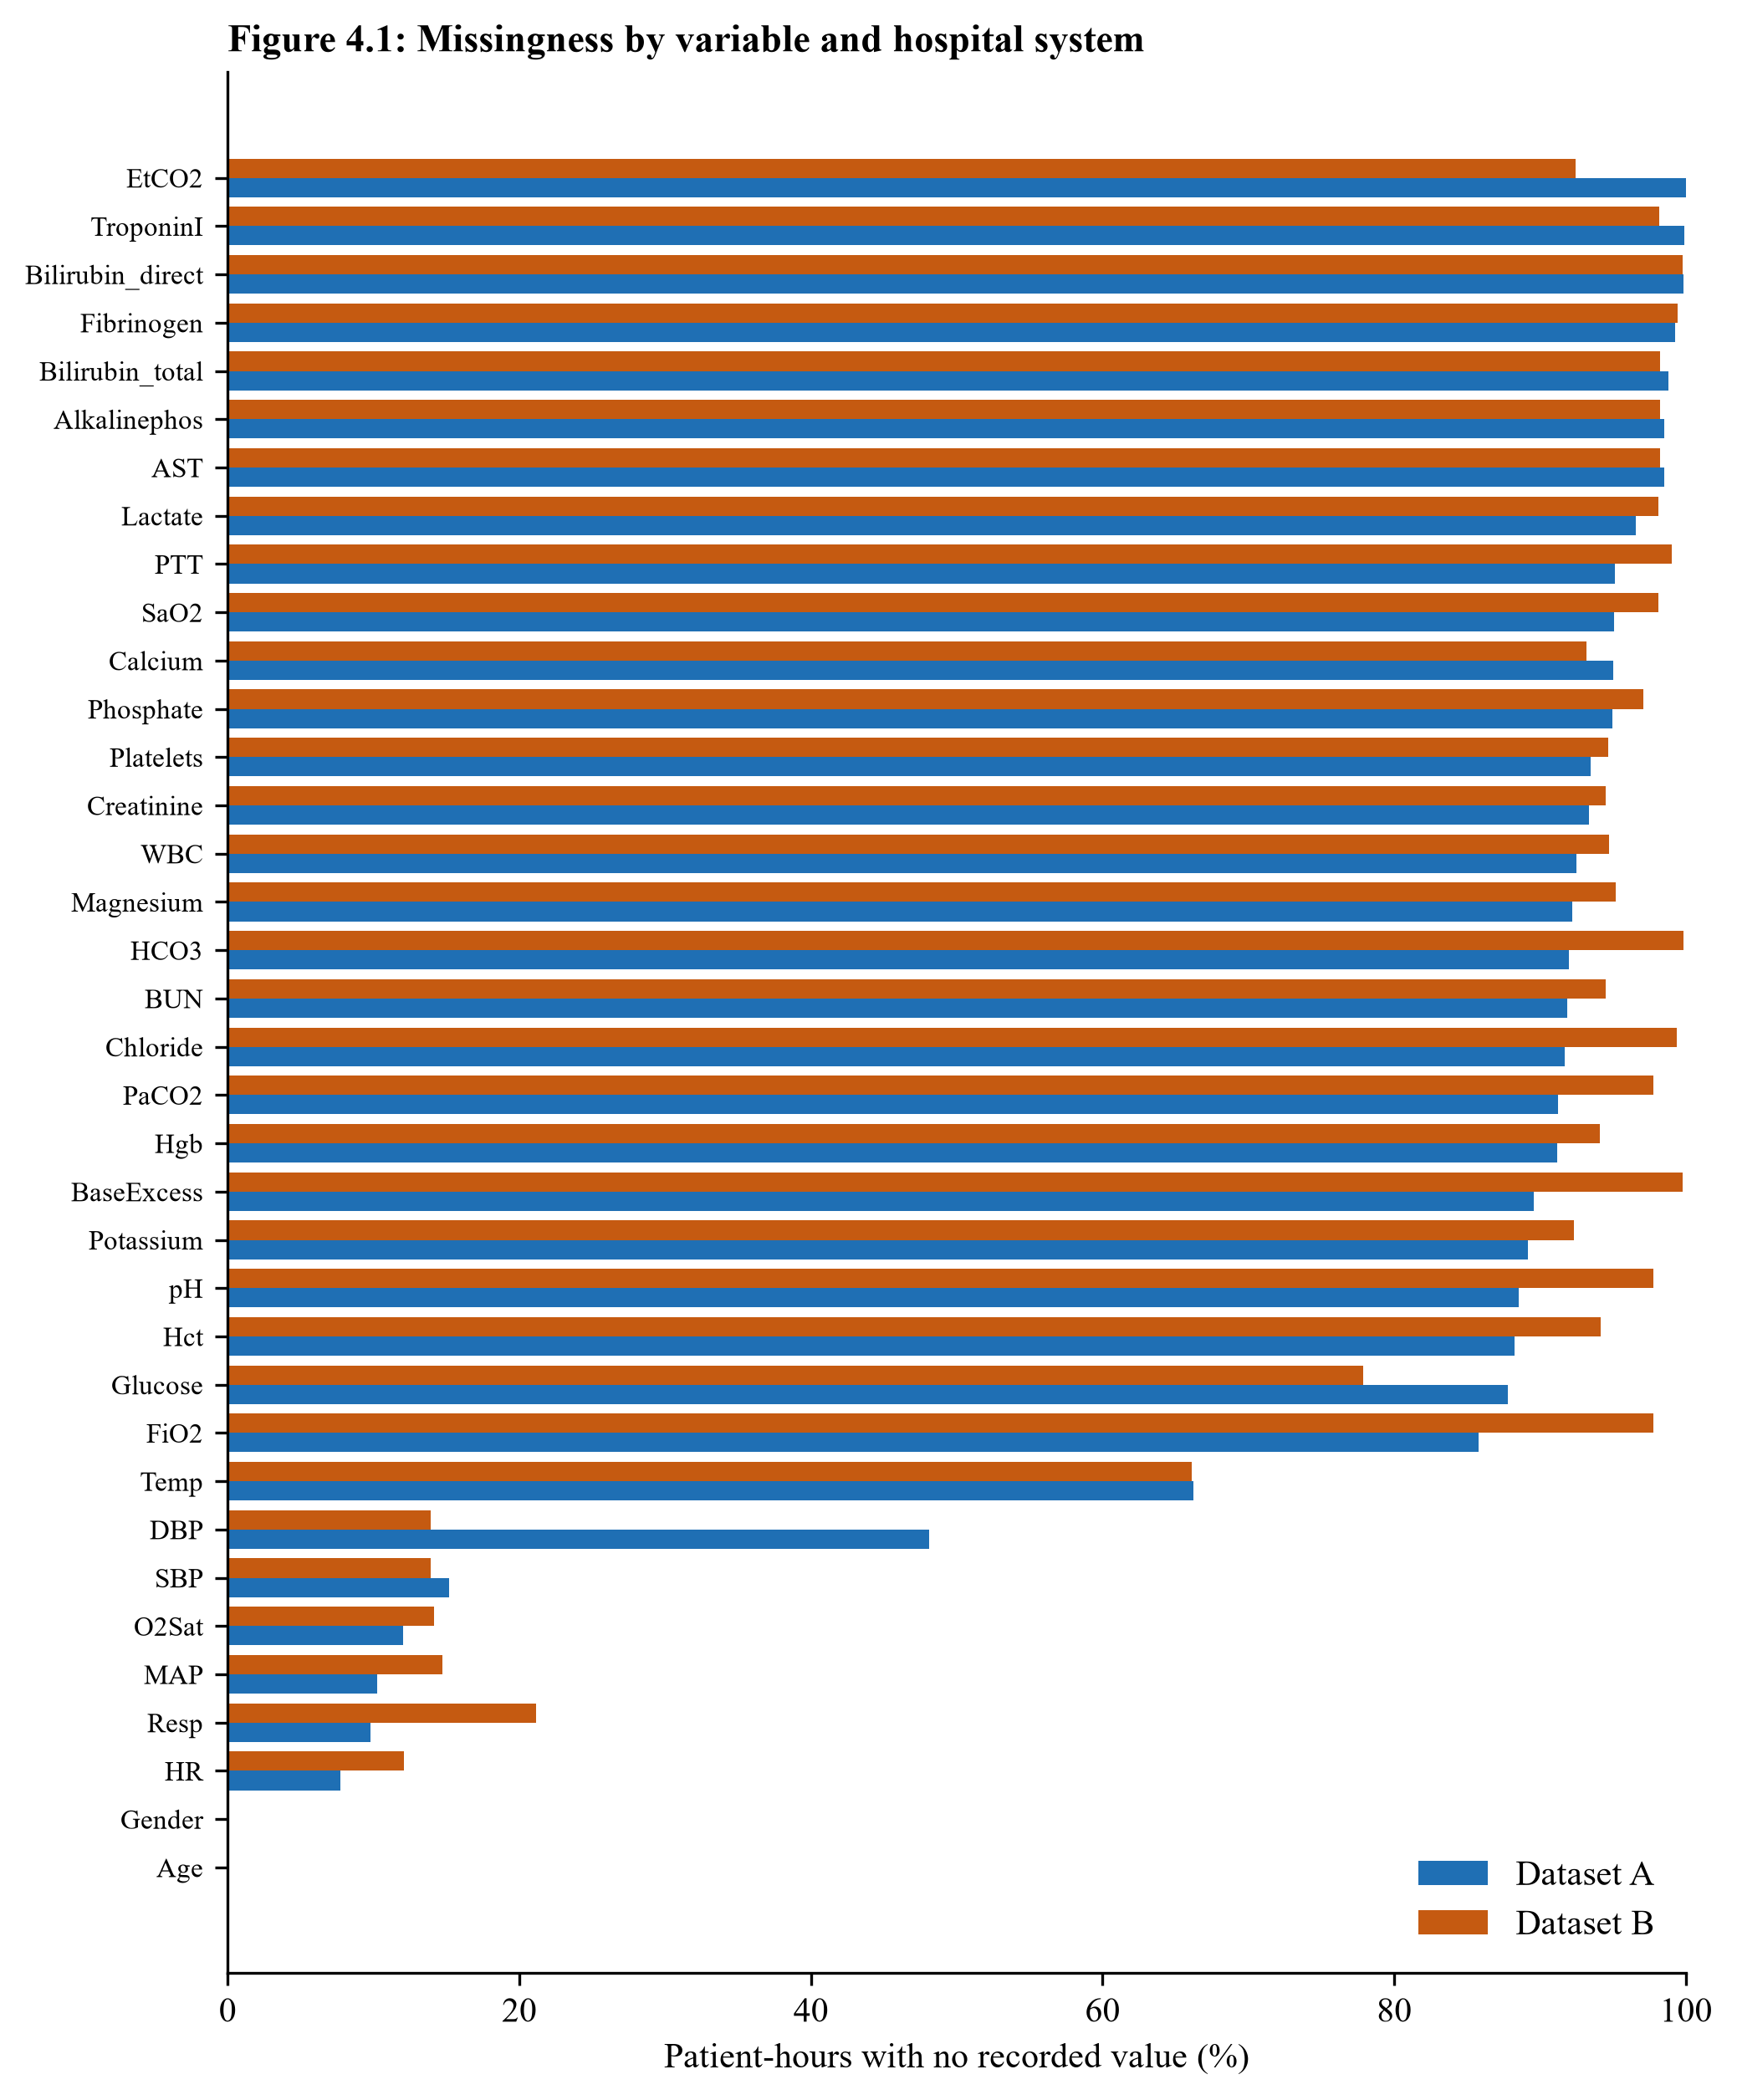 Figure 4.1: Missingness by variable and hospital system
EtCO2
TroponinI
Bilirubin_direct
Fibrinogen
Bilirubin_total
Alkalinephos
AST
Lactate
PTT
SaO2
Calcium
Phosphate
Platelets
Creatinine
WBC
Magnesium
HCO3
BUN
Chloride
PaCO2
Hgb
BaseExcess
Potassium
pH
Hct
Glucose
FiO2
Temp
DBP
SBP
O2Sat
MAP
Resp
HR
Gender
Age
Dataset A
Dataset B
0 20 40 60 80 100
Patient-hours with no recorded value (%)